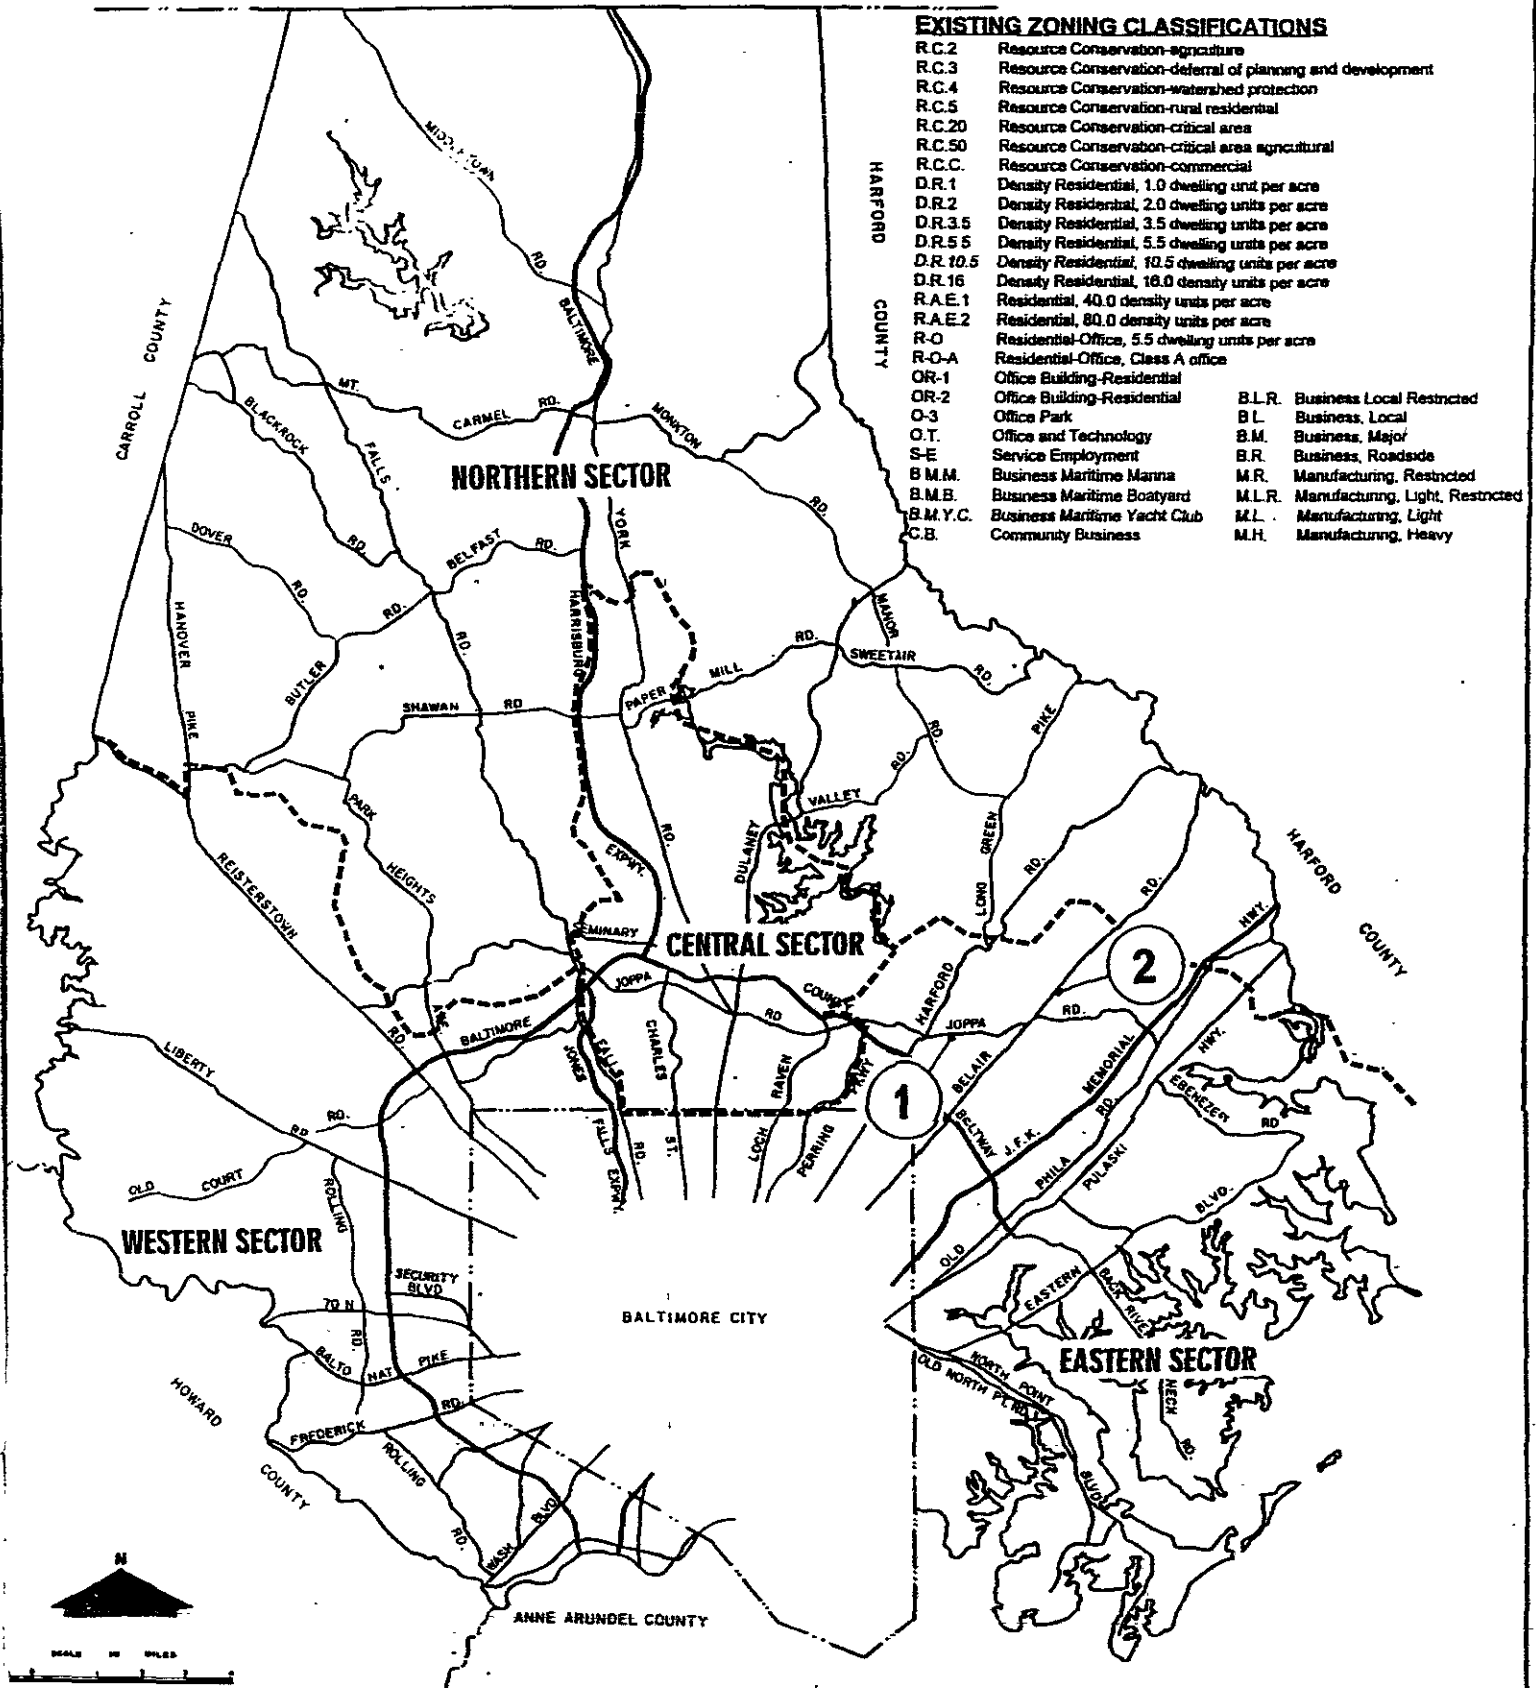 EXISTING ZONING CLASSIFICATIONS
R.C.2 Resource Conservation-agriculture
R.C.3 Resource Conservation-deferral of planning and development
R.C.4 Resource Conservation-watershed protection
R.C.5 Resource Conservation-rural residential
R.C.20 Resource Conservation-critical area
R.C.50 Resource Conservation-critical area agricultural
R.C.C. Resource Conservation-commercial
D.R.1 Density Residential, 1.0 dwelling unit per acre
D.R.2 Density Residential, 2.0 dwelling units per acre
D.R.3.5 Density Residential, 3.5 dwelling units per acre
D.R.5 5 Density Residential, 5.5 dwelling units per acre
D.R.10.5 Density Residential, 10.5 dwelling units per acre
D.R.16 Density Residential, 16.0 density units per acre
R.A.E.1 Residential, 40.0 density units per acre
R.A.E.2 Residential, 80.0 density units per acre
R-O Residential-Office, 5.5 dwelling units per acre
R-O-A Residential-Office, Class A office
OR-1 Office Building-Residential
OR-2 Office Building-Residential B.L.R. Business Local Restricted
O-3 Office Park B L Business, Local
O.T. Office and Technology B.M. Business, Major
S-E Service Employment B.R. Business, Roadside
B M.M. Business Maritime Marina M.R. Manufacturing, Restricted
B.M.B. Business Maritime Boatyard M.L.R. Manufacturing, Light, Restricted
B.M.Y.C. Business Maritime Yacht Club M.L. Manufacturing, Light
C.B. Community Business M.H. Manufacturing, Heavy
HARFORD COUNTY
CARROLL COUNTY
RD.
BALTIMORE
MT. CARMEL RD.
MONKTON RD.
BLACKROCK RD.
FALLS RD.
NORTHERN SECTOR
YORK RD.
DOVER RD.
BELFAST RD.
HANOVER PIKE
HARRISBURG EXPWY.
BUTLER RD.
MANOR RD.
SWEETAIR RD.
PAPER MILL RD.
SHAWAN RD
PIKE
LONG GREEN
VALLEY RD.
DULANEY
PARK HEIGHTS AVE.
REISTERSTOWN RD.
EMINARY
CENTRAL SECTOR
HARFORD RD.
BELAIR RD.
HWY.
HARFORD COUNTY
2
JOPPA RD
COUNTY
JOPPA RD.
BALTIMORE
JONES FALLS EXPWY.
FALLS RD.
CHARLES ST.
LOCH RAVEN
PERRING PKWY
1
BELTWAY
J.F.K. MEMORIAL
OLD PHILA RD
PULASKI HWY.
EBENEZER RD
LIBERTY RD
OLD COURT RD.
ROLLING RD.
WESTERN SECTOR
SECURITY BLVD
70 N
BALTO NAT PIKE
BALTIMORE CITY
EASTERN BLVD.
BACK RIVER NECK RD.
EASTERN SECTOR
NORTH POINT BLVD
OLD NORTH PT. RD.
HOWARD COUNTY
FREDERICK RD.
ROLLING RD.
WASH BLVD.
ANNE ARUNDEL COUNTY
N
SCALE IN MILES